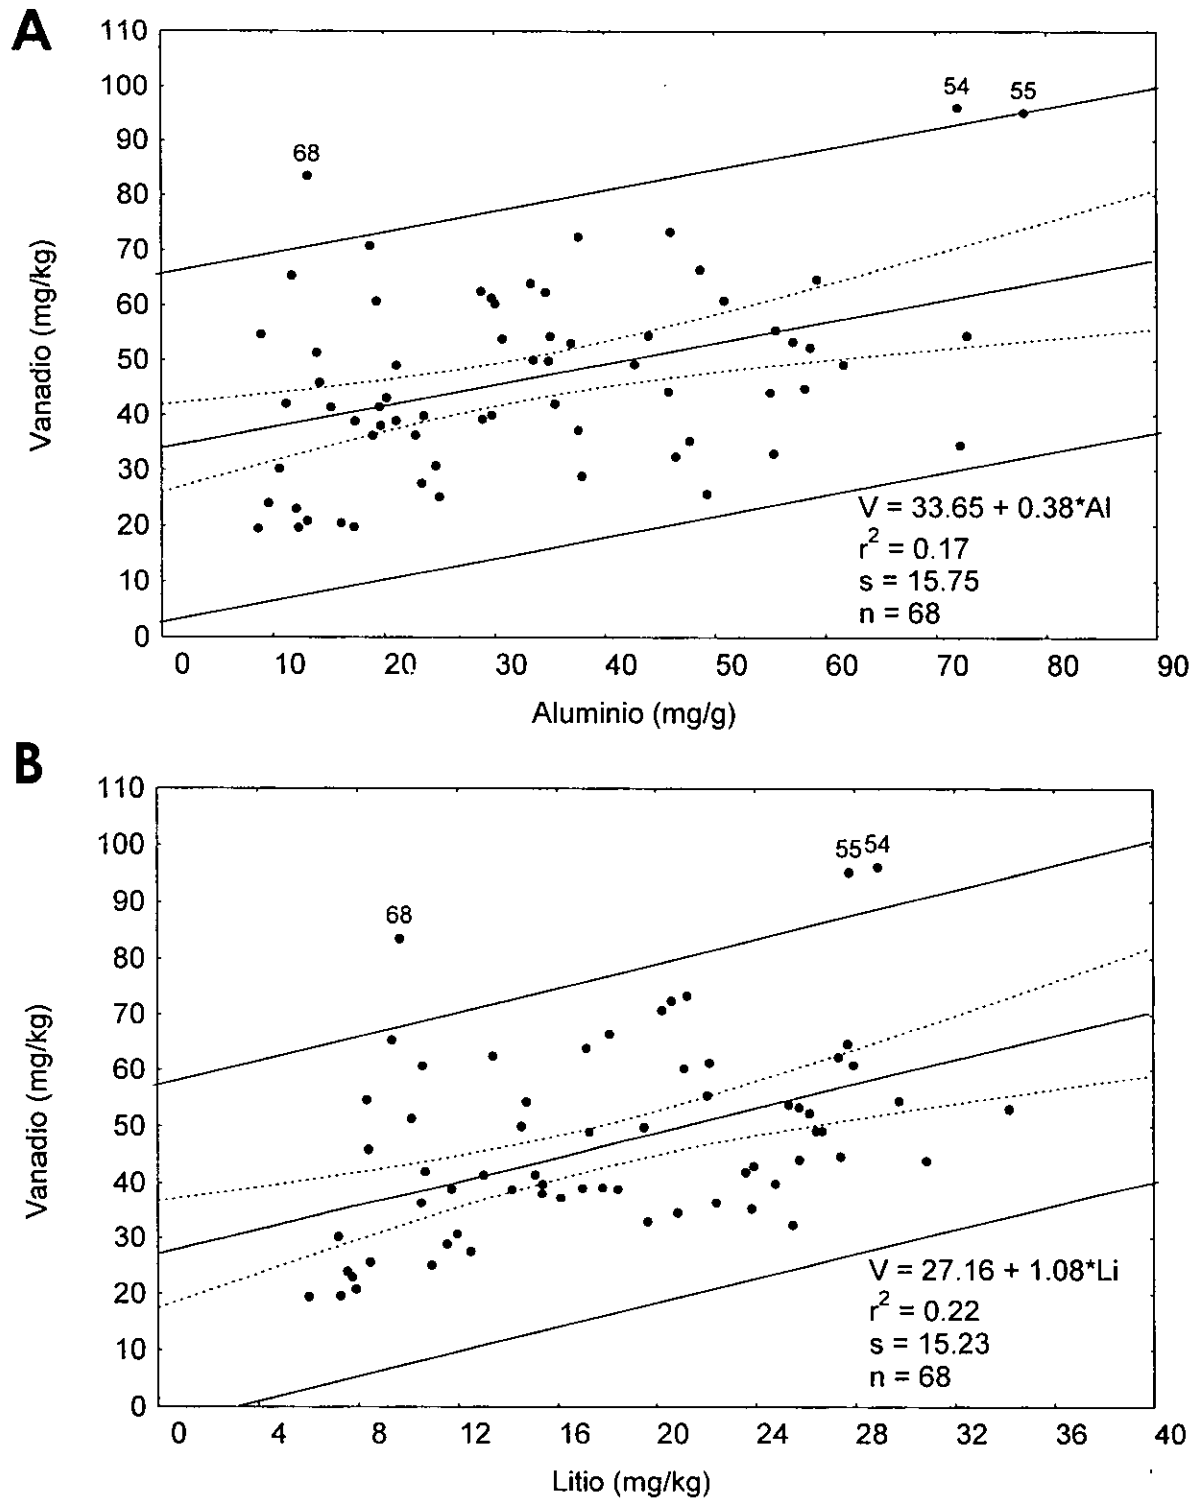 A
110
100
90
80
70
60
50
40
30
20
10
0
Vanadio (mg/kg)
68
54
55
V = 33.65 + 0.38*Al
r² = 0.17
s = 15.75
n = 68
0 10 20 30 40 50 60 70 80 90
Aluminio (mg/g)
B
110
100
90
80
70
60
50
40
30
20
10
0
Vanadio (mg/kg)
68
55 54
V = 27.16 + 1.08*Li
r² = 0.22
s = 15.23
n = 68
0 4 8 12 16 20 24 28 32 36 40
Litio (mg/kg)